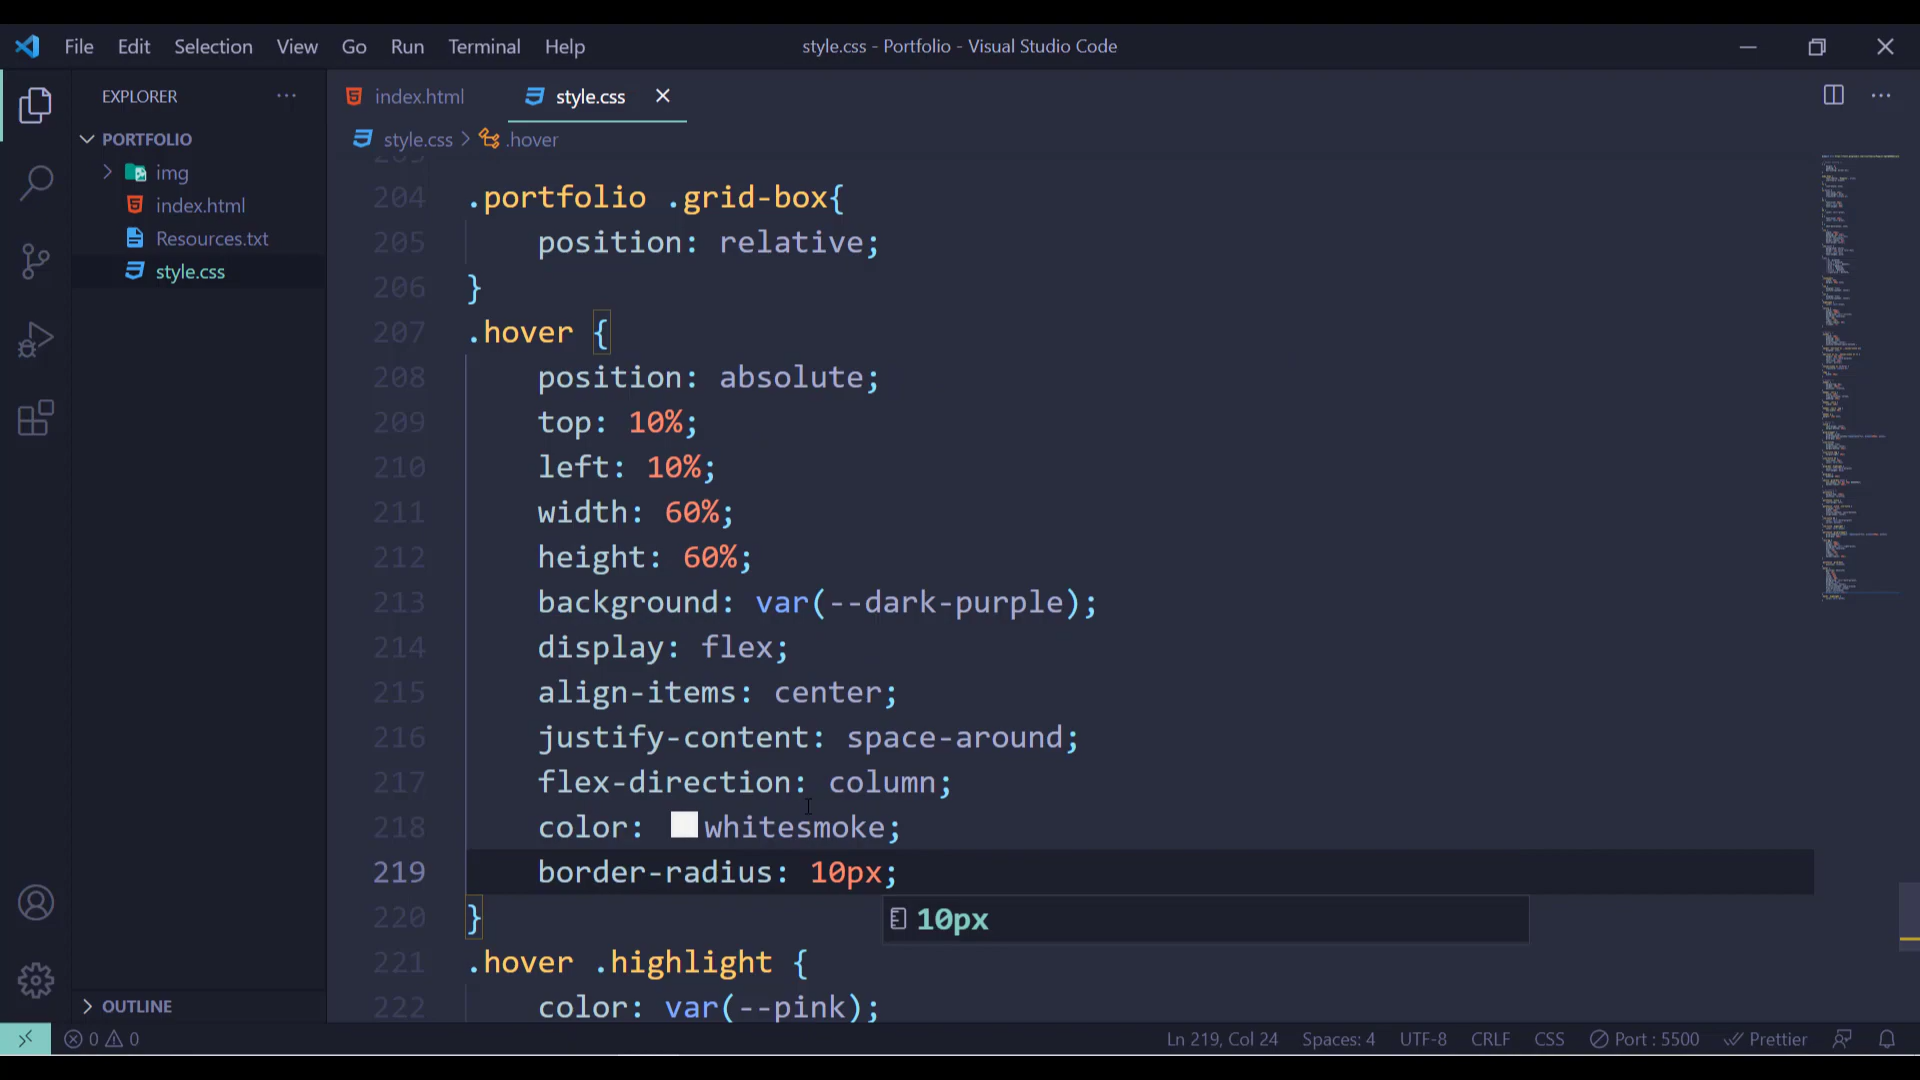 File Edit Selection View Go Run Terminal Help
style.css - Portfolio - Visual Studio Code
EXPLORER
PORTFOLIO
img
index.html
Resources.txt
style.css
OUTLINE
index.html
style.css
style.css > .hover
204 .portfolio .grid-box{
205 position: relative;
206 }
207 .hover {
208 position: absolute;
209 top: 10%;
210 left: 10%;
211 width: 60%;
212 height: 60%;
213 background: var(--dark-purple);
214 display: flex;
215 align-items: center;
216 justify-content: space-around;
217 flex-direction: column;
218 color: whitesmoke;
219 border-radius: 10px;
10px
220 }
221 .hover .highlight {
222 color: var(--pink);
0 0
Ln 219, Col 24 Spaces: 4 UTF-8 CRLF CSS Port : 5500 Prettier